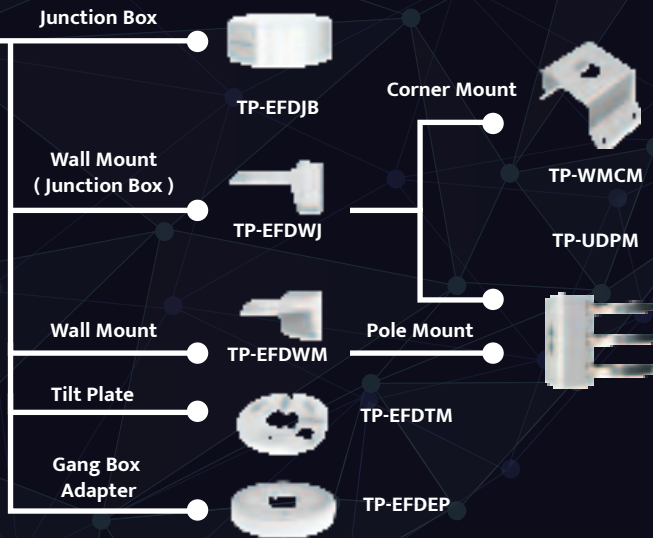 Junction Box
TP-EFDJB
Wall Mount
( Junction Box )
TP-EFDWJ
Corner Mount
TP-WMCM
TP-UDPM
Wall Mount
TP-EFDWM
Pole Mount
Tilt Plate
TP-EFDTM
Gang Box
Adapter
TP-EFDEP